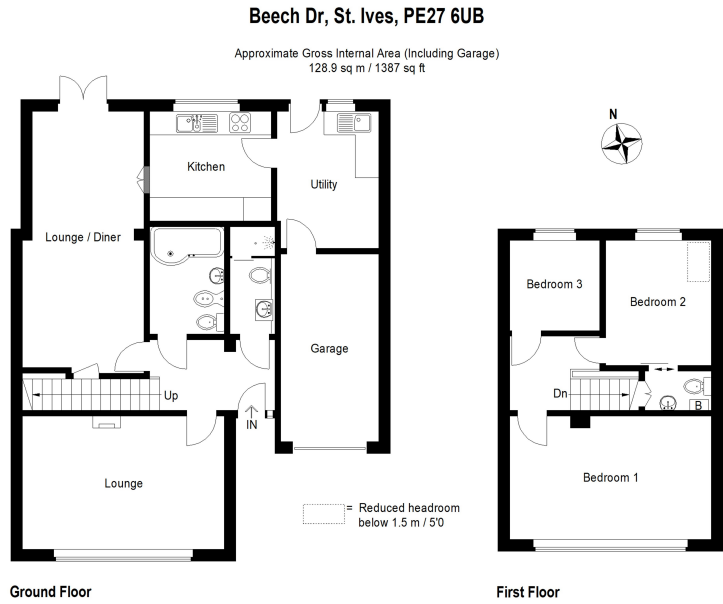 Beech Dr, St. Ives, PE27 6UB
Approximate Gross Internal Area (Including Garage)
128.9 sq m / 1387 sq ft
N
Kitchen
Utility
Lounge / Diner
Bedroom 3
Bedroom 2
Garage
Up
IN
Dn
B
Lounge
Bedroom 1
= Reduced headroom
below 1.5 m / 5'0
Ground Floor
First Floor